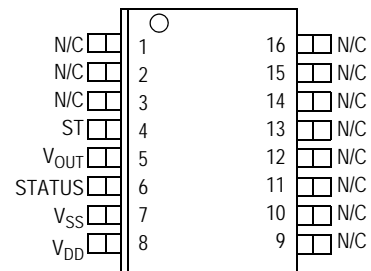 N/C 1 16 N/C
N/C 2 15 N/C
N/C 3 14 N/C
ST 4 13 N/C
VOUT 5 12 N/C
STATUS 6 11 N/C
VSS 7 10 N/C
VDD 8 9 N/C